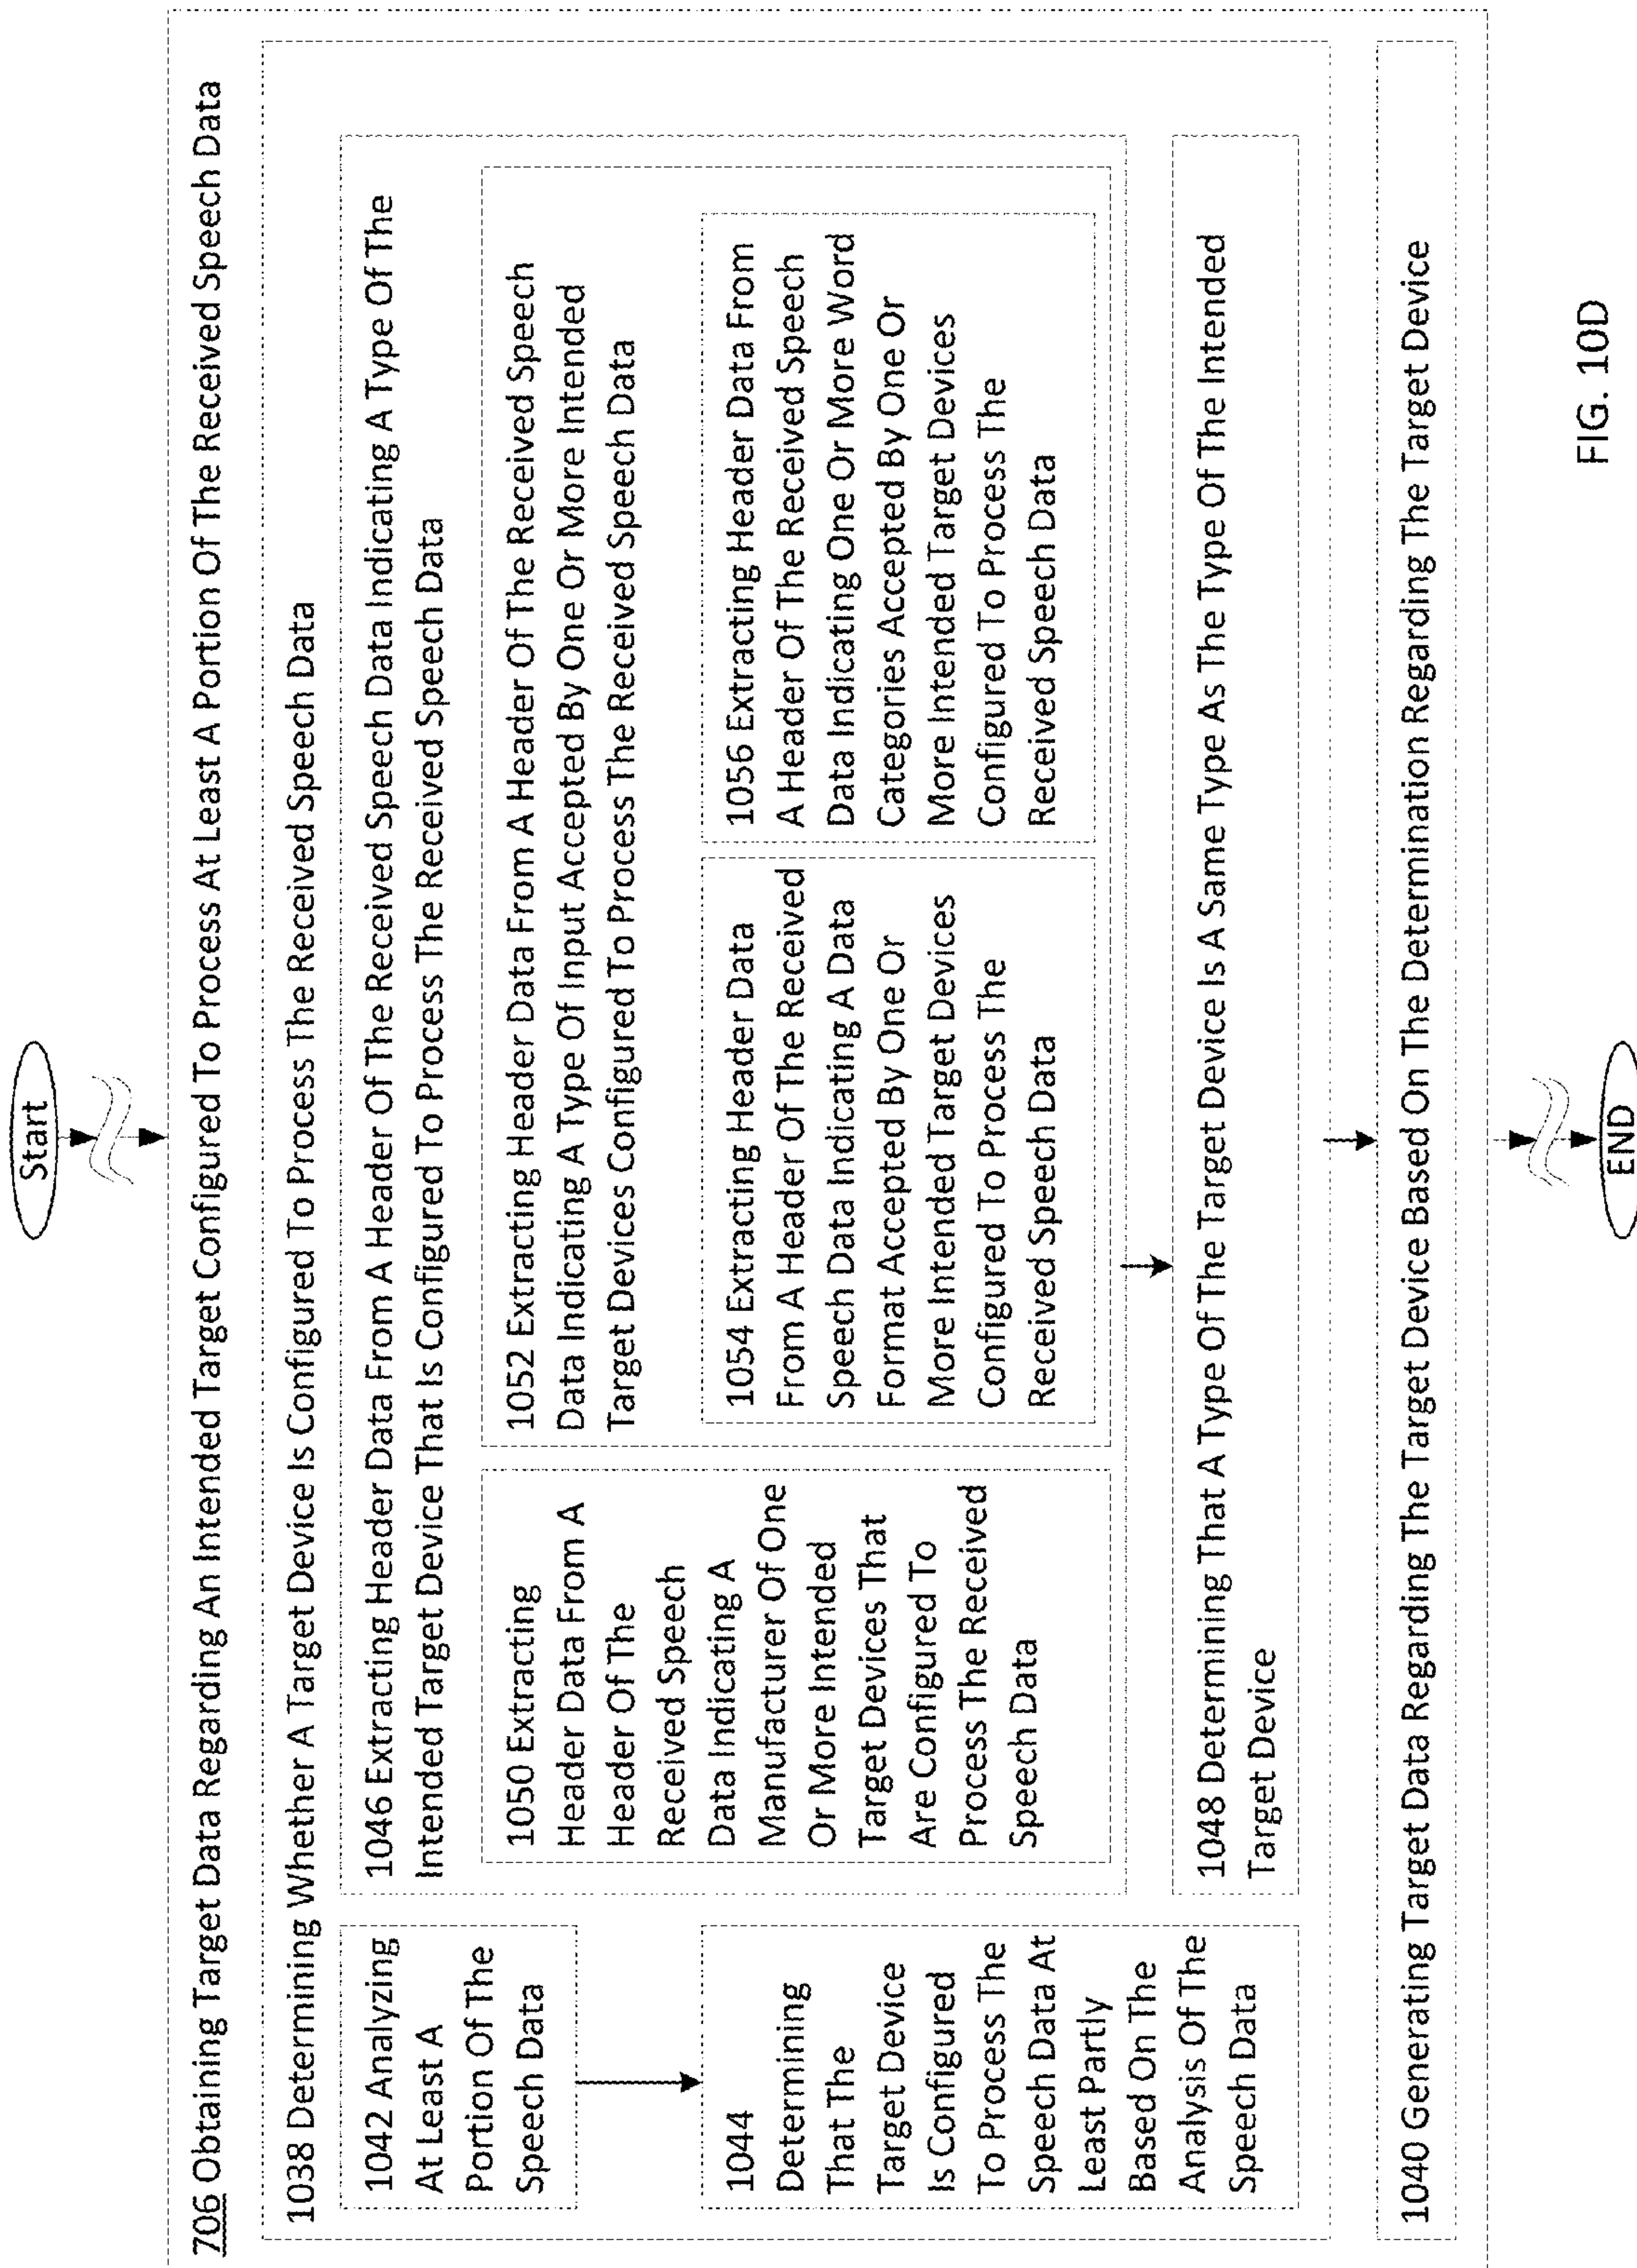 Start
706 Obtaining Target Data Regarding An Intended Target Configured To Process At Least A Portion Of The Received Speech Data
1038 Determining Whether A Target Device Is Configured To Process The Received Speech Data
1042 Analyzing
At Least A
Portion Of The
Speech Data
1044
Determining
That The
Target Device
Is Configured
To Process The
Speech Data At
Least Partly
Based On The
Analysis Of The
Speech Data
1046 Extracting Header Data From A Header Of The Received Speech Data Indicating A Type Of The
Intended Target Device That Is Configured To Process The Received Speech Data
1050 Extracting
Header Data From A
Header Of The
Received Speech
Data Indicating A
Manufacturer Of One
Or More Intended
Target Devices That
Are Configured To
Process The Received
Speech Data
1052 Extracting Header Data From A Header Of The Received Speech
Data Indicating A Type Of Input Accepted By One Or More Intended
Target Devices Configured To Process The Received Speech Data
1054 Extracting Header Data
From A Header Of The Received
Speech Data Indicating A Data
Format Accepted By One Or
More Intended Target Devices
Configured To Process The
Received Speech Data
1056 Extracting Header Data From
A Header Of The Received Speech
Data Indicating One Or More Word
Categories Accepted By One Or
More Intended Target Devices
Configured To Process The
Received Speech Data
1048 Determining That A Type Of The Target Device Is A Same Type As The Type Of The Intended
Target Device
1040 Generating Target Data Regarding The Target Device Based On The Determination Regarding The Target Device
END
FIG. 10D